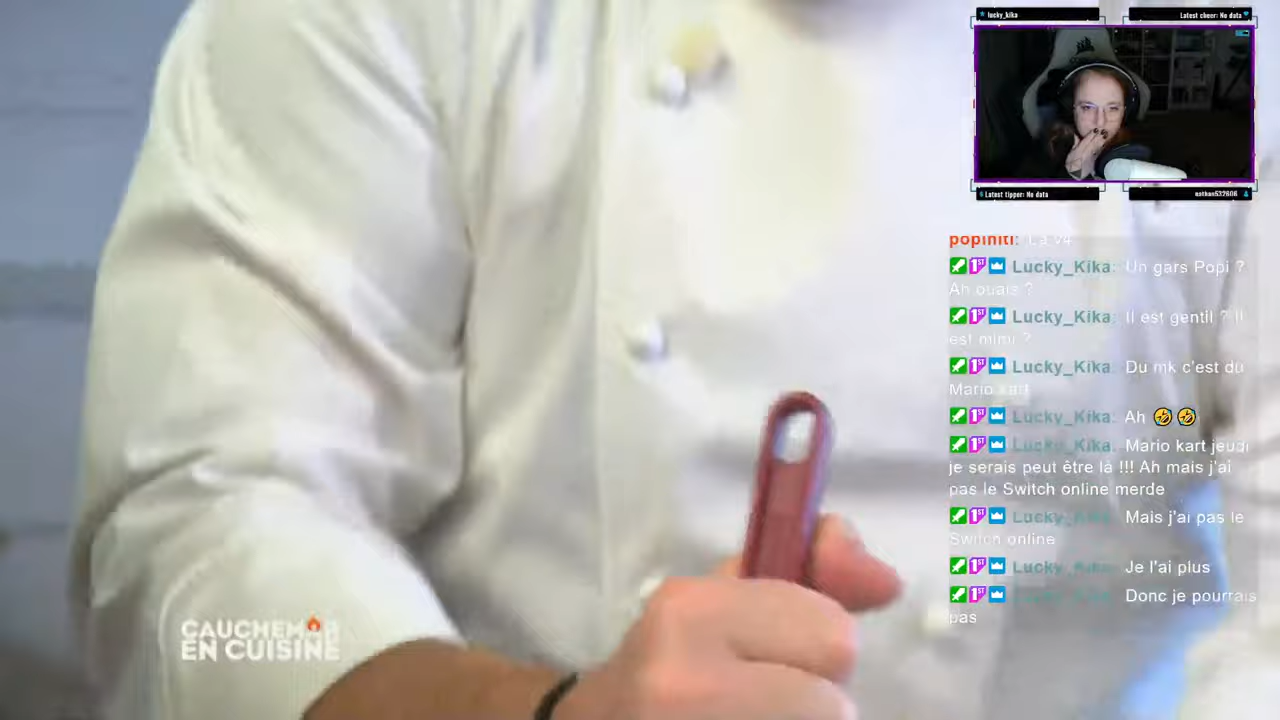 lucky_kika
Latest cheer: No data
Latest tipper: No data
nathan532606
popiniti: La v4
Lucky_Kika: Un gars Popi ?
Ah ouais ?
Lucky_Kika: Il est gentil ? Il
est mimi ?
Lucky_Kika: Du mk c'est du
Mario kart
Lucky_Kika: Ah 🤣 🤣
Lucky_Kika: Mario kart jeudi
je serais peut être là !!! Ah mais j'ai
pas le Switch online merde
Lucky_Kika: Mais j'ai pas le
Switch online
Lucky_Kika: Je l'ai plus
Lucky_Kika: Donc je pourrais
pas
CAUCHEMAR
EN CUISINE